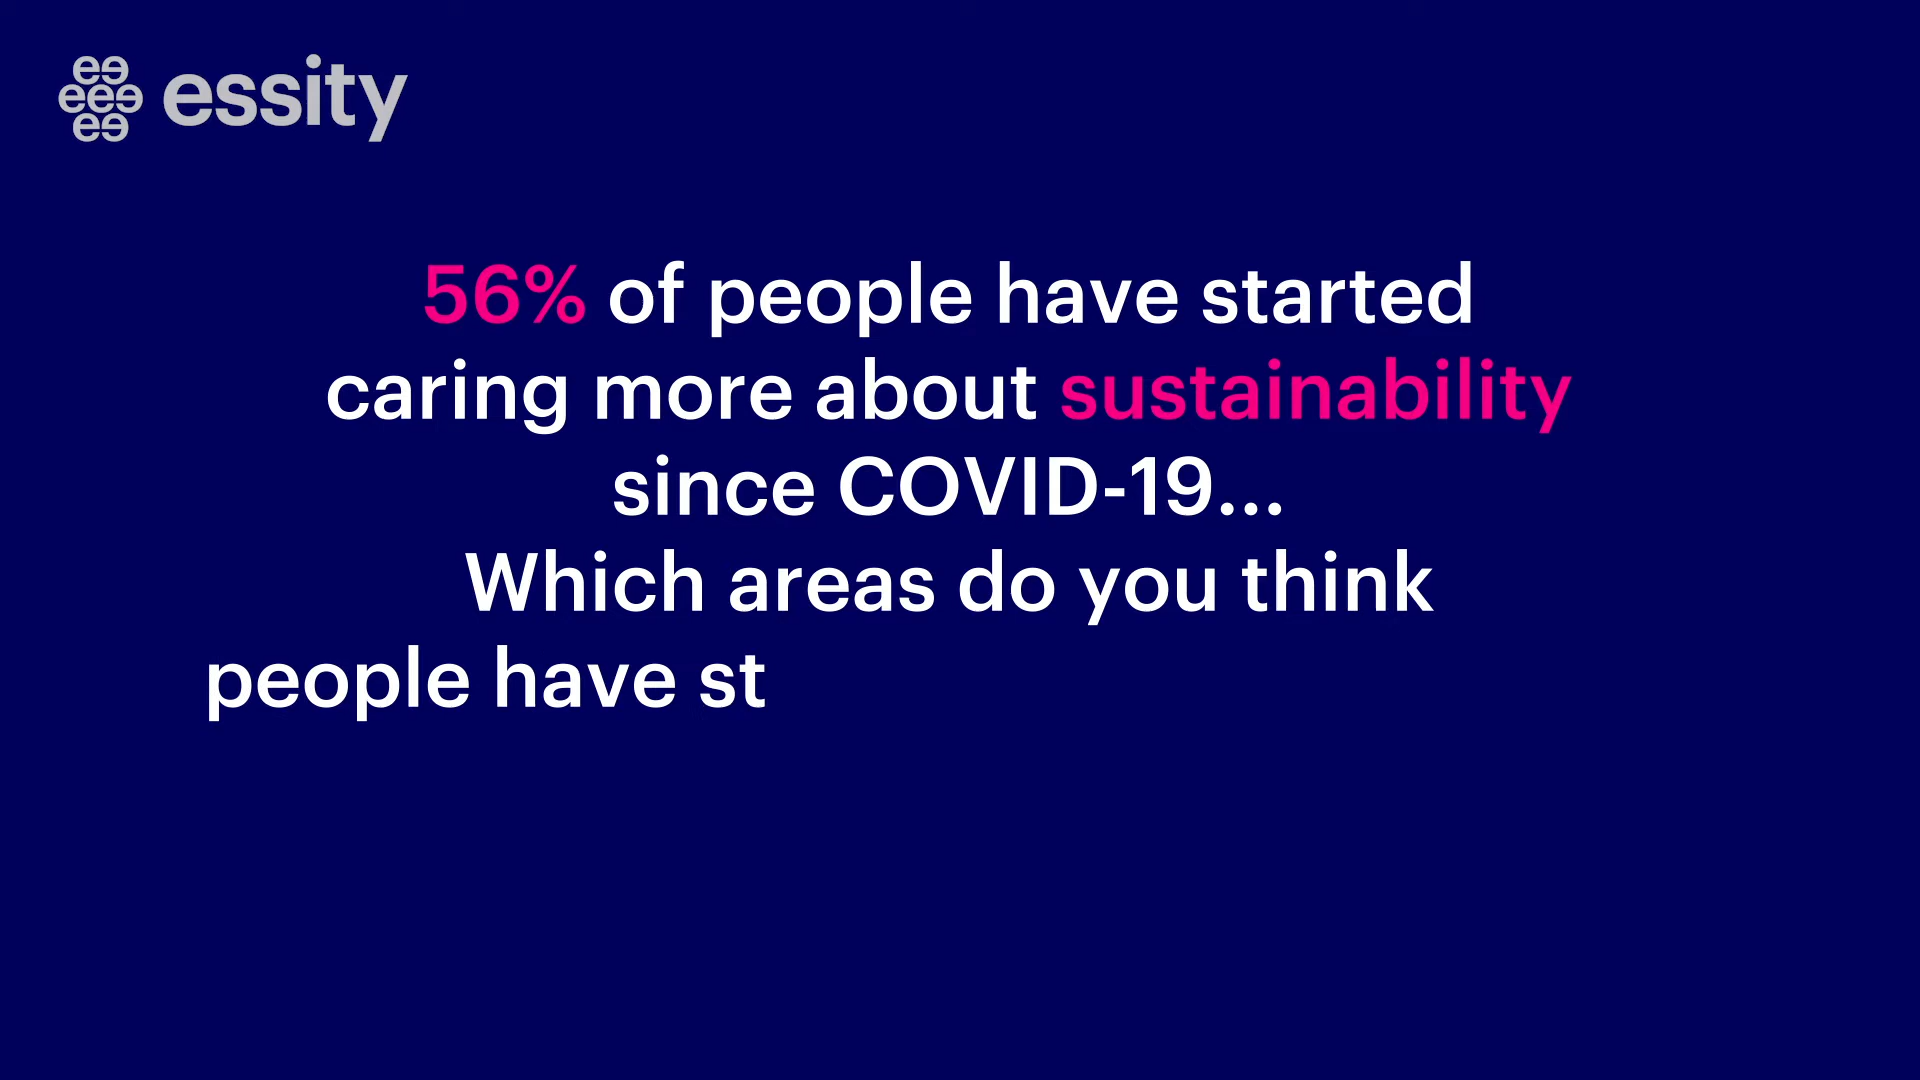 essity
56% of people have started
caring more about sustainability
since COVID-19...
Which areas do you think
people have st